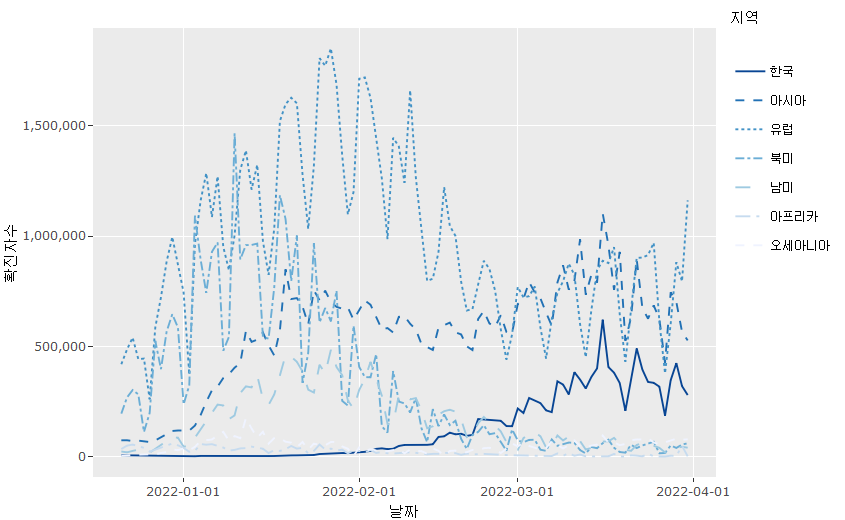 지역
한국
아시아
유럽
북미
남미
아프리카
오세아니아
확진자수
1,500,000
1,000,000
500,000
0
2022-01-01
2022-02-01
2022-03-01
2022-04-01
날짜